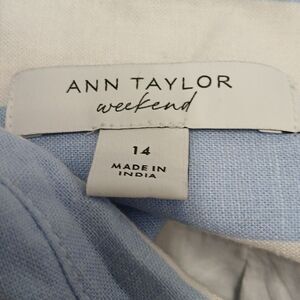 ANN TAYLOR
weekend
14
MADE IN
INDIA